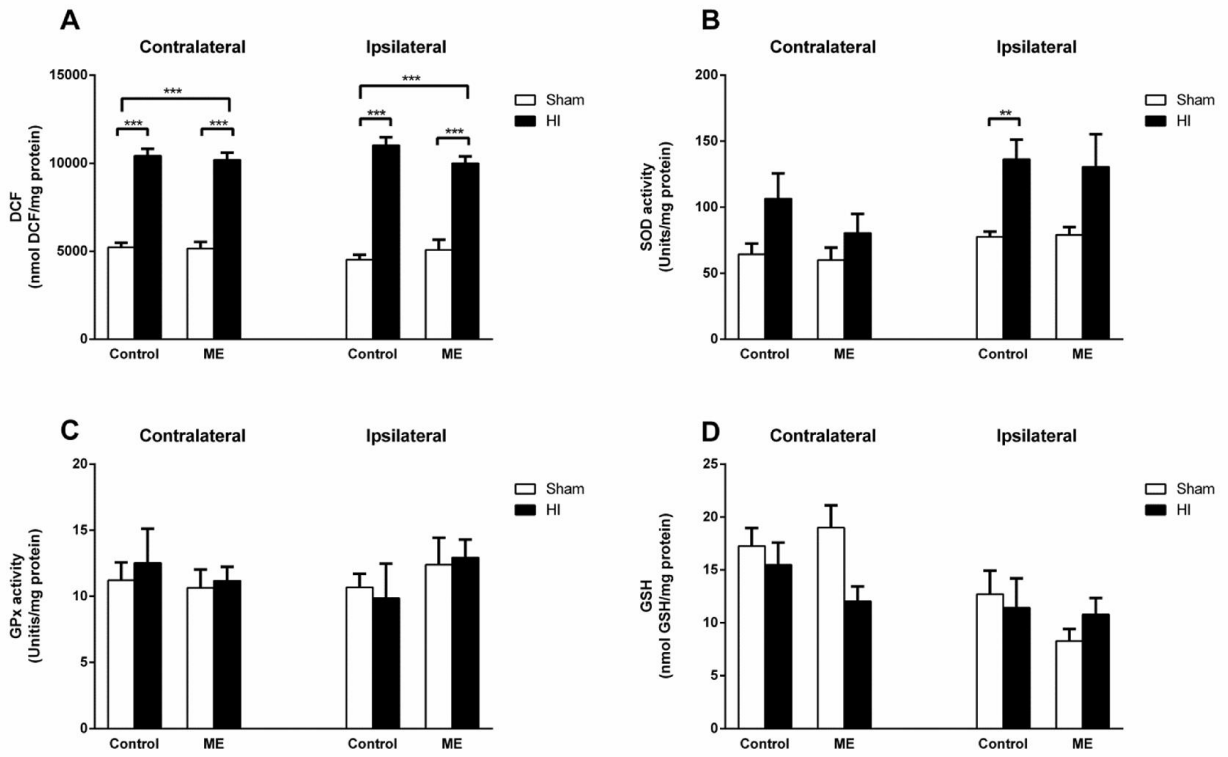 A
Contralateral
Ipsilateral
DCF
(nmol DCF/mg protein)
15000
10000
5000
0
***
***
***
***
***
***
Sham
HI
Control
ME
Control
ME
B
Contralateral
Ipsilateral
SOD activity
(Units/mg protein)
200
150
100
50
0
**
Sham
HI
Control
ME
Control
ME
C
Contralateral
Ipsilateral
GPx activity
(Unitis/mg protein)
20
15
10
5
0
Sham
HI
Control
ME
Control
ME
D
Contralateral
Ipsilateral
GSH
(nmol GSH/mg protein)
25
20
15
10
5
0
Sham
HI
Control
ME
Control
ME